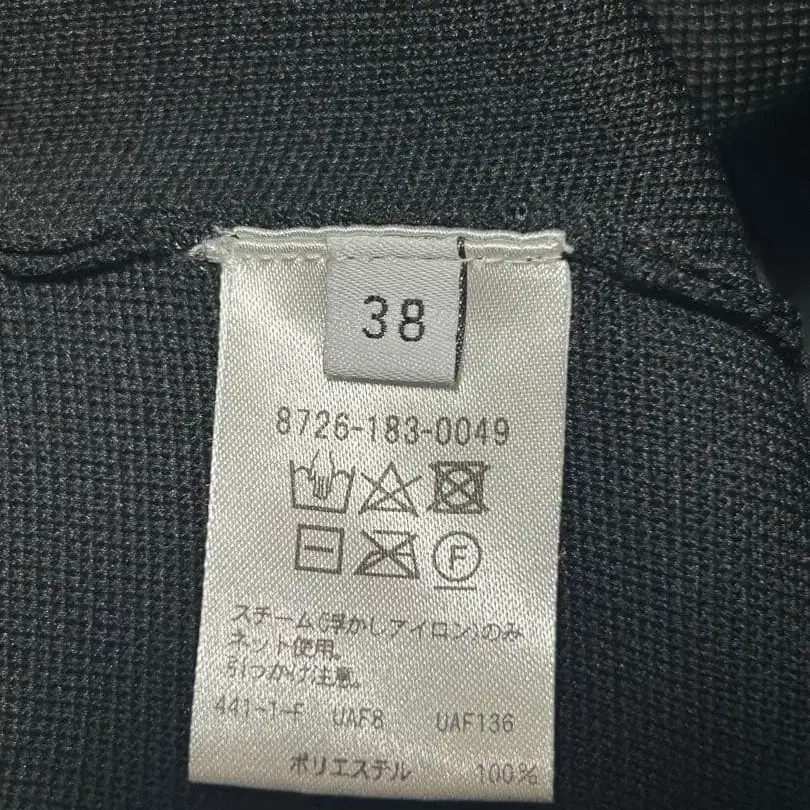 38
8726-183-0049
F
スチーム(浮かしアイロン)のみ
ネット使用。
引っかけ注意。
441-1-F UAF8 UAF136
ポリエステル 100%